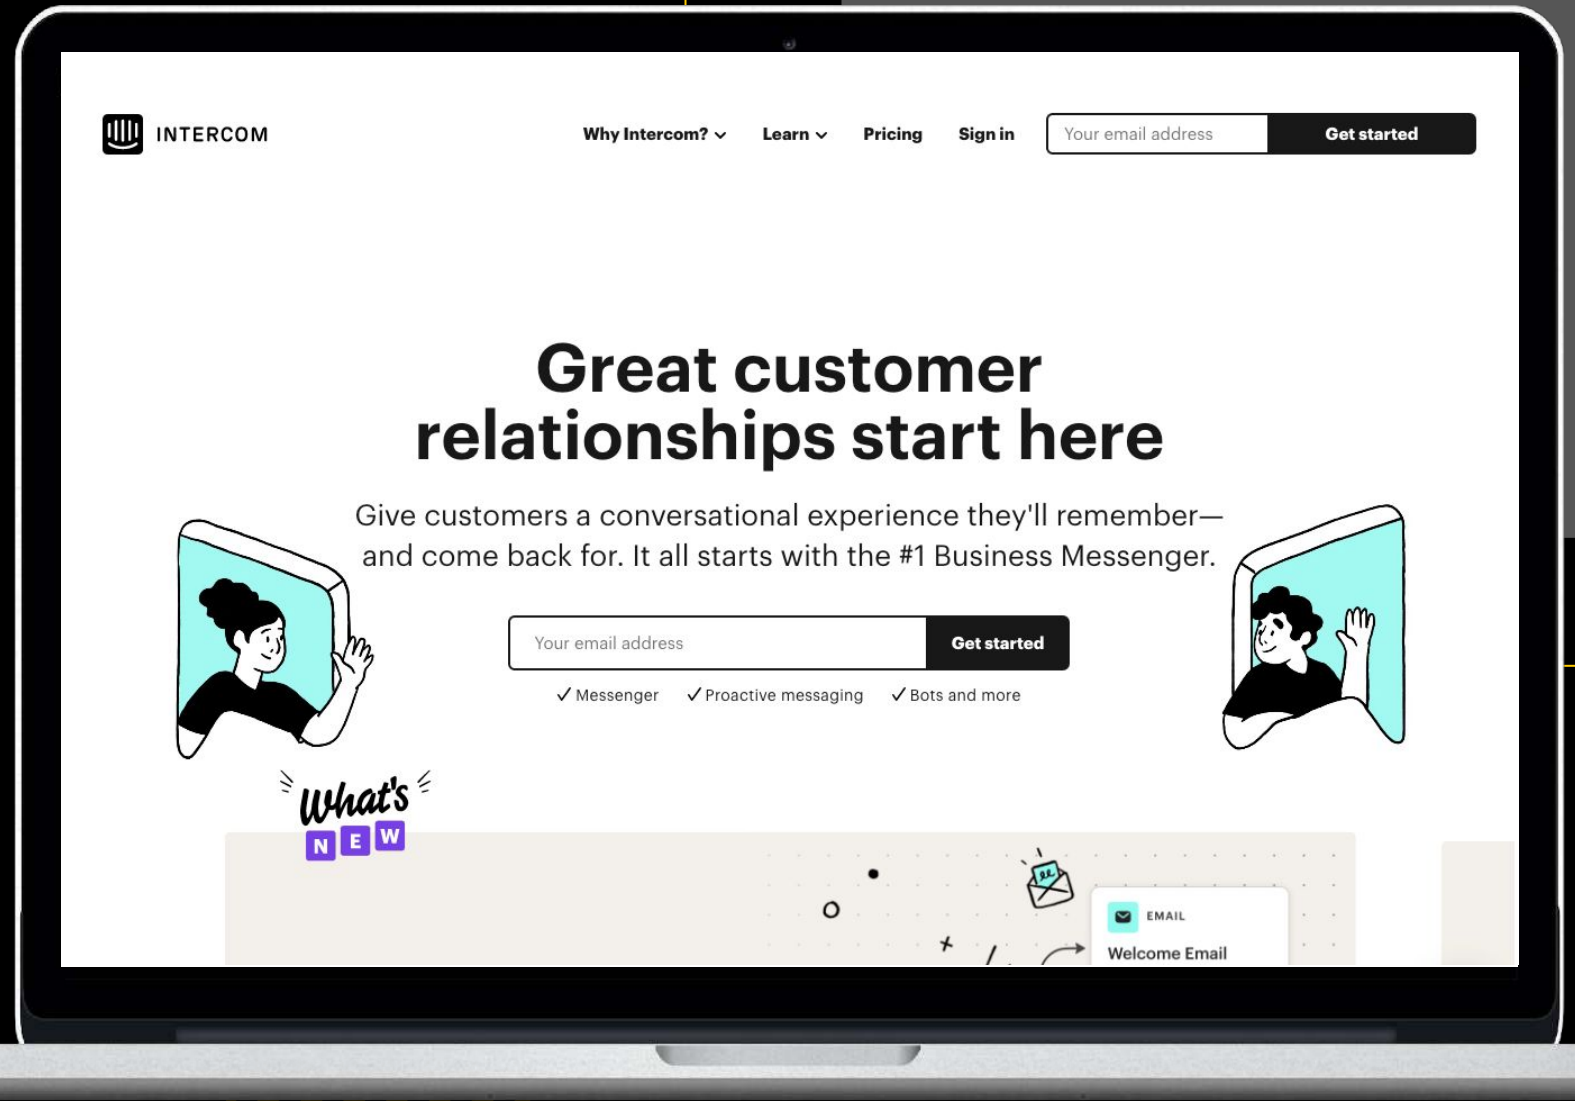 INTERCOM
Why Intercom?
Learn
Pricing
Sign in
Your email address
Get started
Great customer
relationships start here
Give customers a conversational experience they'll remember—
and come back for. It all starts with the #1 Business Messenger.
Your email address
Get started
✓ Messenger
✓ Proactive messaging
✓ Bots and more
What's
NEW
EMAIL
Welcome Email